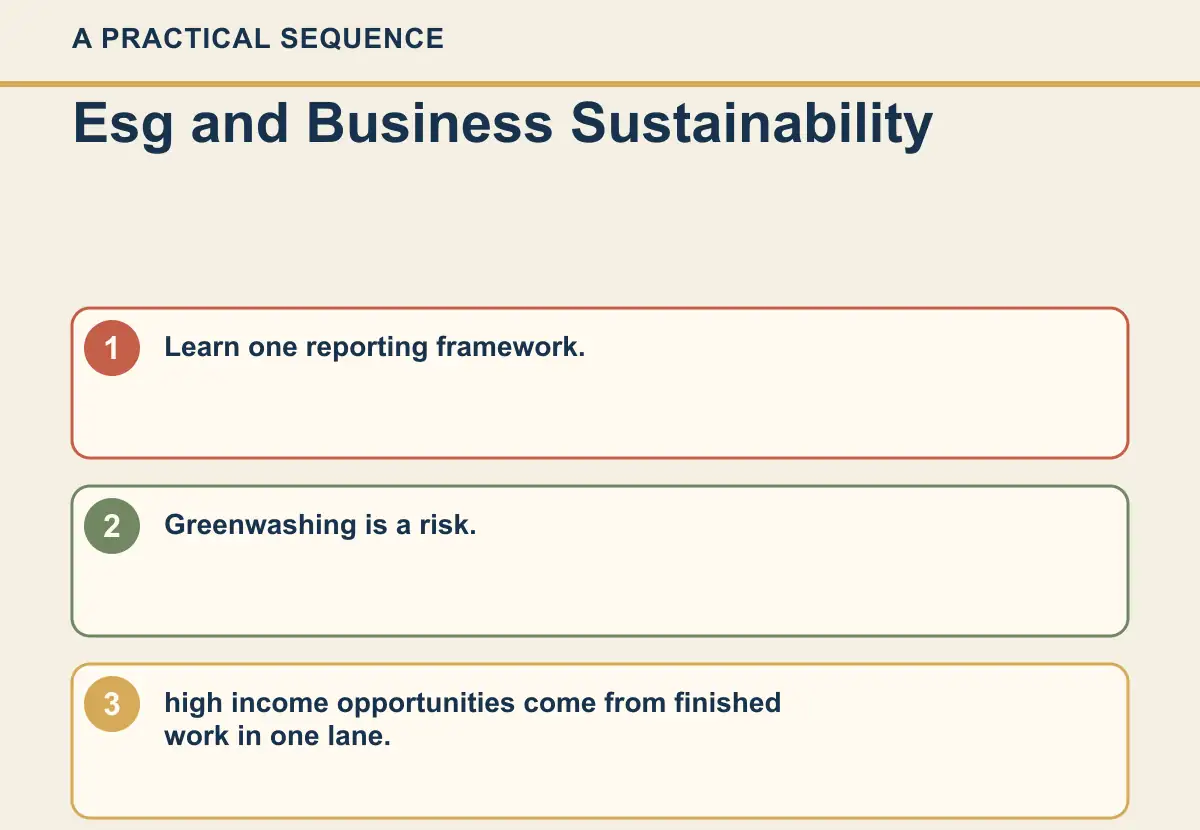 A PRACTICAL SEQUENCE
Esg and Business Sustainability
1
Learn one reporting framework.
2
Greenwashing is a risk.
3
high income opportunities come from finished
work in one lane.